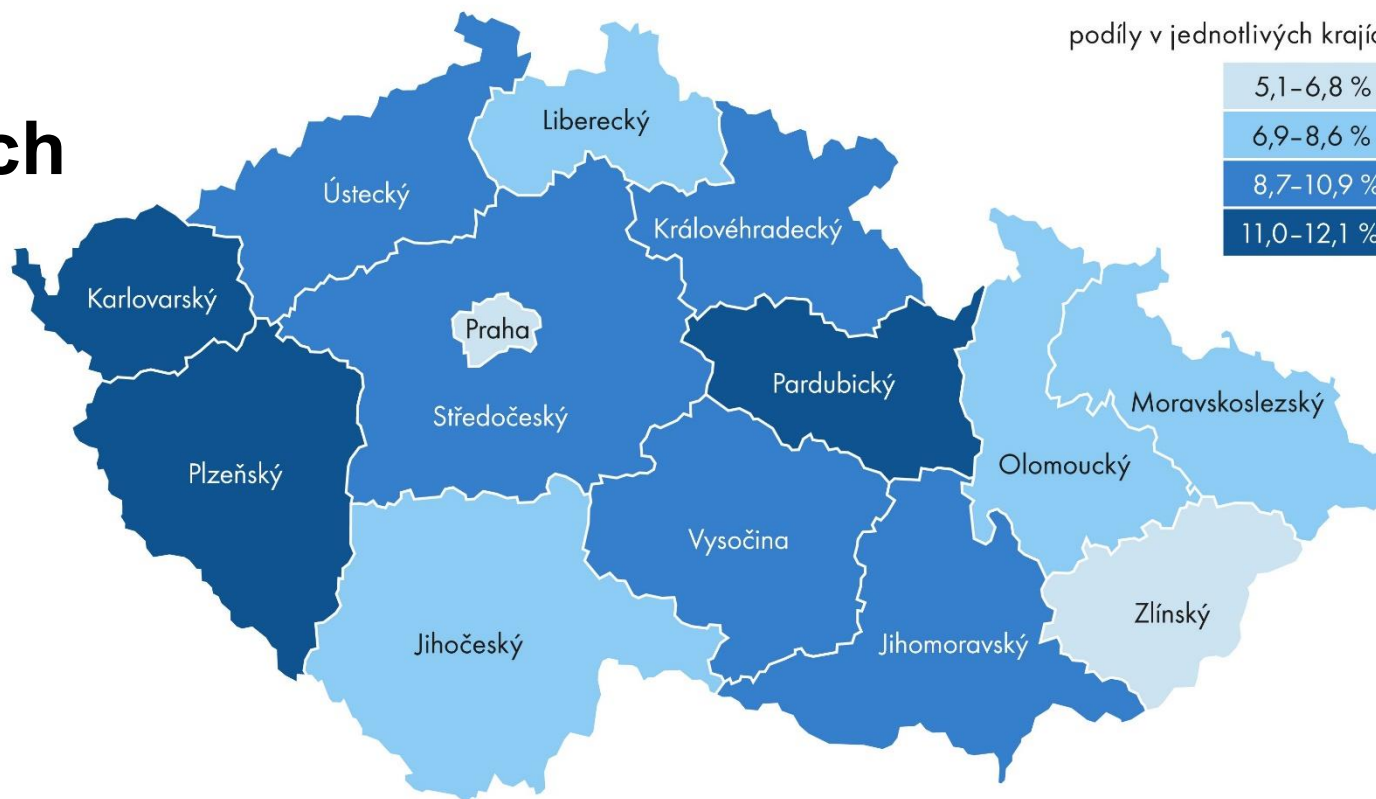 podíly v jednotlivých
5,1–6,8 %
ch
6,9–8,6 %
8,7–10,9 %
11,0–12,1 %
Liberecký
Ústecký
Královéhradecký
Karlovarský
Praha
Pardubický
Středočeský
Moravskoslezský
Olomoucký
Plzeňský
Vysočina
Zlínský
Jihočeský
Jihomoravský